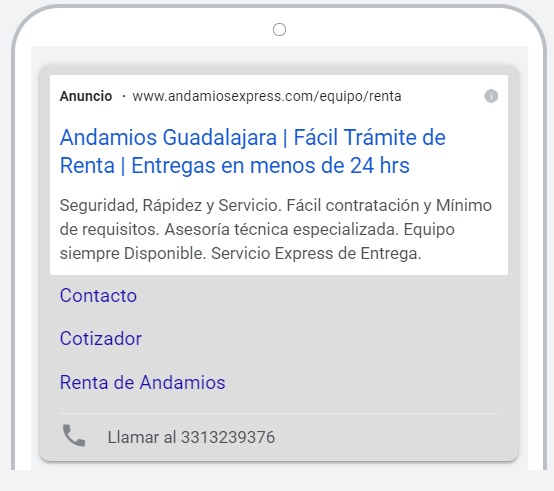 Anuncio · www.andamiosexpress.com/equipo/renta
Andamios Guadalajara | Fácil Trámite de
Renta | Entregas en menos de 24 hrs
Seguridad, Rápidez y Servicio. Fácil contratación y Mínimo
de requisitos. Asesoría técnica especializada. Equipo
siempre Disponible. Servicio Express de Entrega.
Contacto
Cotizador
Renta de Andamios
Llamar al 3313239376